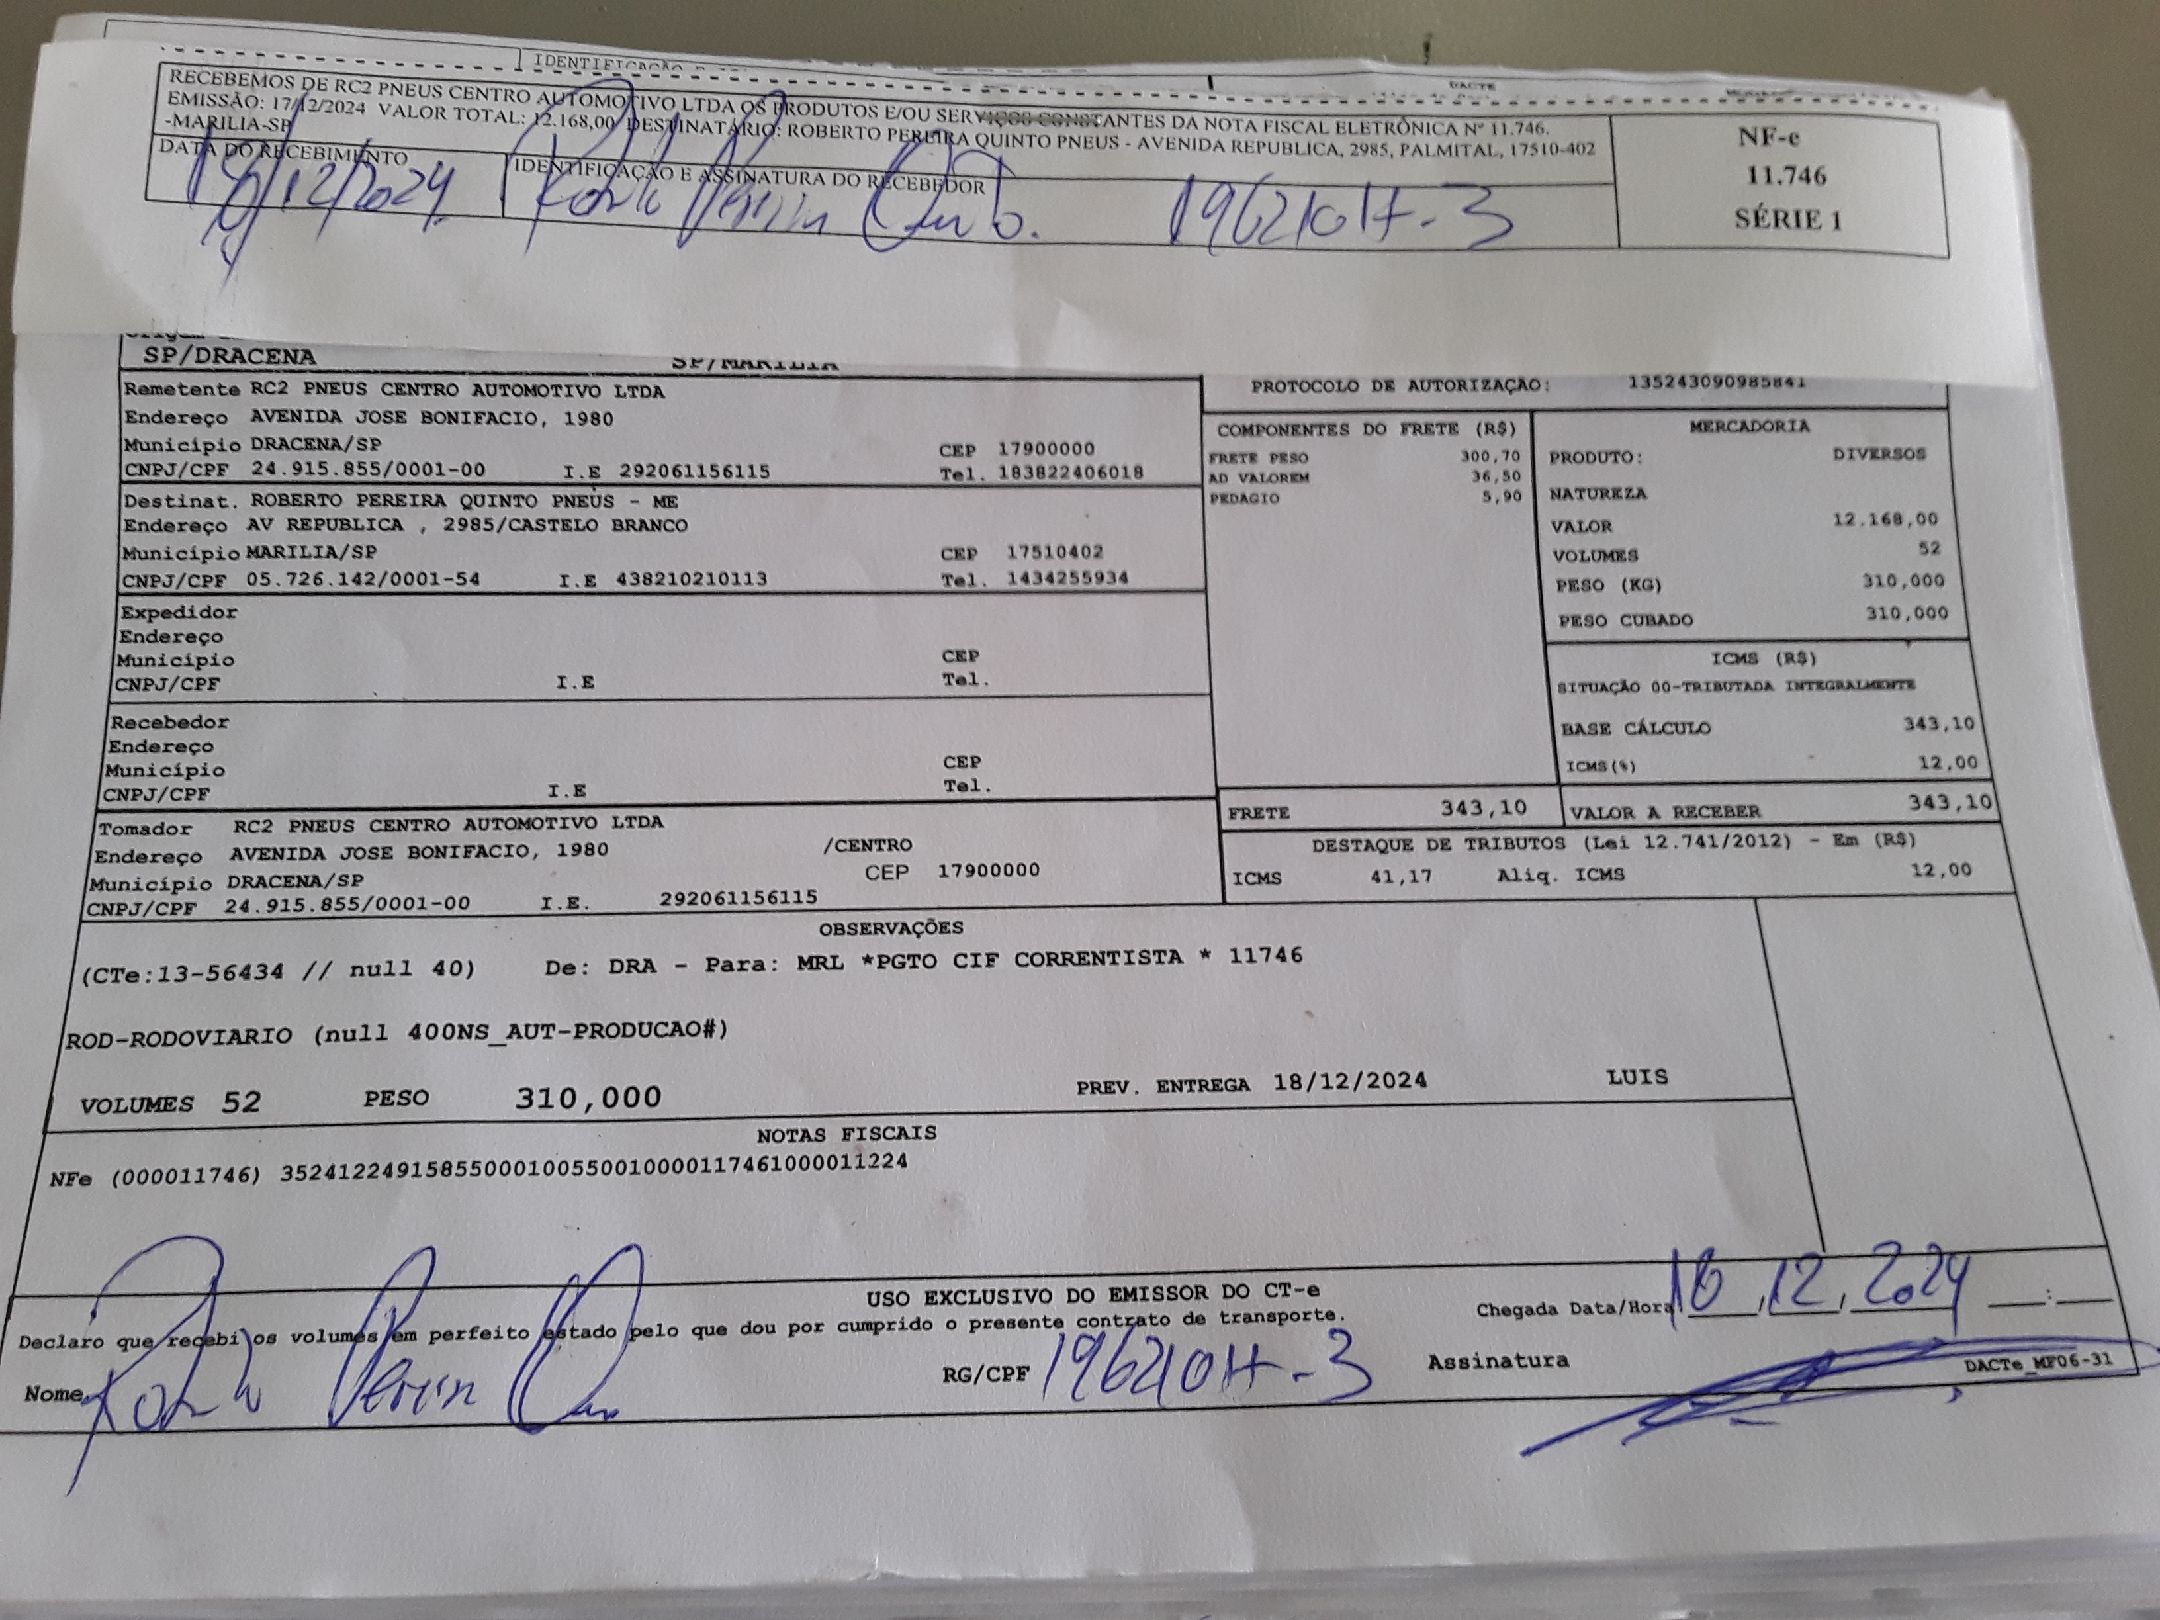 IDENTIFICAÇÃO
DACTE
RECEBEMOS DE RC2 PNEUS CENTRO AUTOMOTIVO LTDA OS PRODUTOS E/OU SERVIÇOS CONSTANTES DA NOTA FISCAL ELETRÔNICA Nº 11.746.
EMISSÃO: 17/12/2024 VALOR TOTAL: 12.168,00 DESTINATÁRIO: ROBERTO PEREIRA QUINTO PNEUS - AVENIDA REPUBLICA, 2985, PALMITAL, 17510-402
-MARILIA-SP
DATA DO RECEBIMENTO
IDENTIFICAÇÃO E ASSINATURA DO RECEBEDOR
18/12/2024
NF-e
11.746
SÉRIE 1
SP/DRACENA SP/MARILIA
Remetente RC2 PNEUS CENTRO AUTOMOTIVO LTDA
Endereço AVENIDA JOSE BONIFACIO, 1980
Município DRACENA/SP CEP 17900000
CNPJ/CPF 24.915.855/0001-00 I.E 292061156115 Tel. 183822406018
Destinat. ROBERTO PEREIRA QUINTO PNEUS - ME
Endereço AV REPUBLICA , 2985/CASTELO BRANCO
Município MARILIA/SP CEP 17510402
CNPJ/CPF 05.726.142/0001-54 I.E 438210210113 Tel. 1434255934
Expedidor
Endereço
Município CEP
CNPJ/CPF I.E Tel.
Recebedor
Endereço
Município CEP
CNPJ/CPF I.E Tel.
Tomador RC2 PNEUS CENTRO AUTOMOTIVO LTDA
Endereço AVENIDA JOSE BONIFACIO, 1980 /CENTRO
Município DRACENA/SP CEP 17900000
CNPJ/CPF 24.915.855/0001-00 I.E. 292061156115
PROTOCOLO DE AUTORIZAÇÃO: 135243090985841
COMPONENTES DO FRETE (R$)
FRETE PESO 300,70
AD VALOREM 36,50
PEDAGIO 5,90
MERCADORIA
PRODUTO: DIVERSOS
NATUREZA
VALOR 12.168,00
VOLUMES 52
PESO (KG) 310,000
PESO CUBADO 310,000
ICMS (R$)
SITUAÇÃO 00-TRIBUTADA INTEGRALMENTE
BASE CÁLCULO 343,10
ICMS(%) 12,00
FRETE 343,10 VALOR A RECEBER 343,10
DESTAQUE DE TRIBUTOS (Lei 12.741/2012) - Em (R$)
ICMS 41,17 Aliq. ICMS 12,00
OBSERVAÇÕES
(CTe:13-56434 // null 40) De: DRA - Para: MRL *PGTO CIF CORRENTISTA * 11746
ROD-RODOVIARIO (null 400NS_AUT-PRODUCAO#)
VOLUMES 52 PESO 310,000 PREV. ENTREGA 18/12/2024 LUIS
NOTAS FISCAIS
NFe (000011746) 35241224915855000100550010000117461000011224
USO EXCLUSIVO DO EMISSOR DO CT-e
Declaro que recebi os volumes em perfeito estado pelo que dou por cumprido o presente contrato de transporte.
Chegada Data/Hora 18 , 12 , 2024 :
Nome RG/CPF Assinatura
DACTe_MF06-31